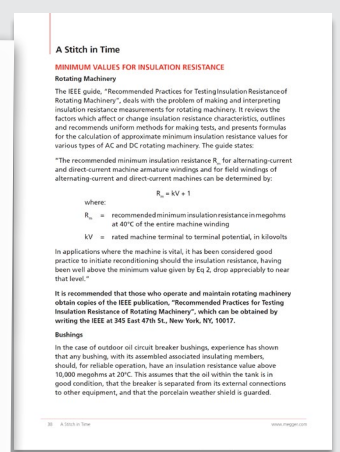 A Stitch in Time
MINIMUM VALUES FOR INSULATION RESISTANCE
Rotating Machinery
The IEEE guide, "Recommended Practices for Testing Insulation Resistance of
Rotating Machinery", deals with the problem of making and interpreting
insulation resistance measurements for rotating machinery. It reviews the
factors which affect or change insulation resistance characteristics, outlines
and recommends uniform methods for making tests, and presents formulas
for the calculation of approximate minimum insulation resistance values for
various types of AC and DC rotating machinery. The guide states:
"The recommended minimum insulation resistance Rm for alternating-current
and direct-current machine armature windings and for field windings of
alternating-current and direct-current machines can be determined by:
Rm = kV + 1
where:
Rm = recommended minimum insulation resistance in megohms
at 40°C of the entire machine winding
kV = rated machine terminal to terminal potential, in kilovolts
In applications where the machine is vital, it has been considered good
practice to initiate reconditioning should the insulation resistance, having
been well above the minimum value given by Eq 2, drop appreciably to near
that level."
It is recommended that those who operate and maintain rotating machinery
obtain copies of the IEEE publication, "Recommended Practices for Testing
Insulation Resistance of Rotating Machinery", which can be obtained by
writing the IEEE at 345 East 47th St., New York, NY, 10017.
Bushings
In the case of outdoor oil circuit breaker bushings, experience has shown
that any bushing, with its assembled associated insulating members,
should, for reliable operation, have an insulation resistance value above
10,000 megohms at 20°C. This assumes that the oil within the tank is in
good condition, that the breaker is separated from its external connections
to other equipment, and that the porcelain weather shield is guarded.
A Stitch in Time
www.megger.com